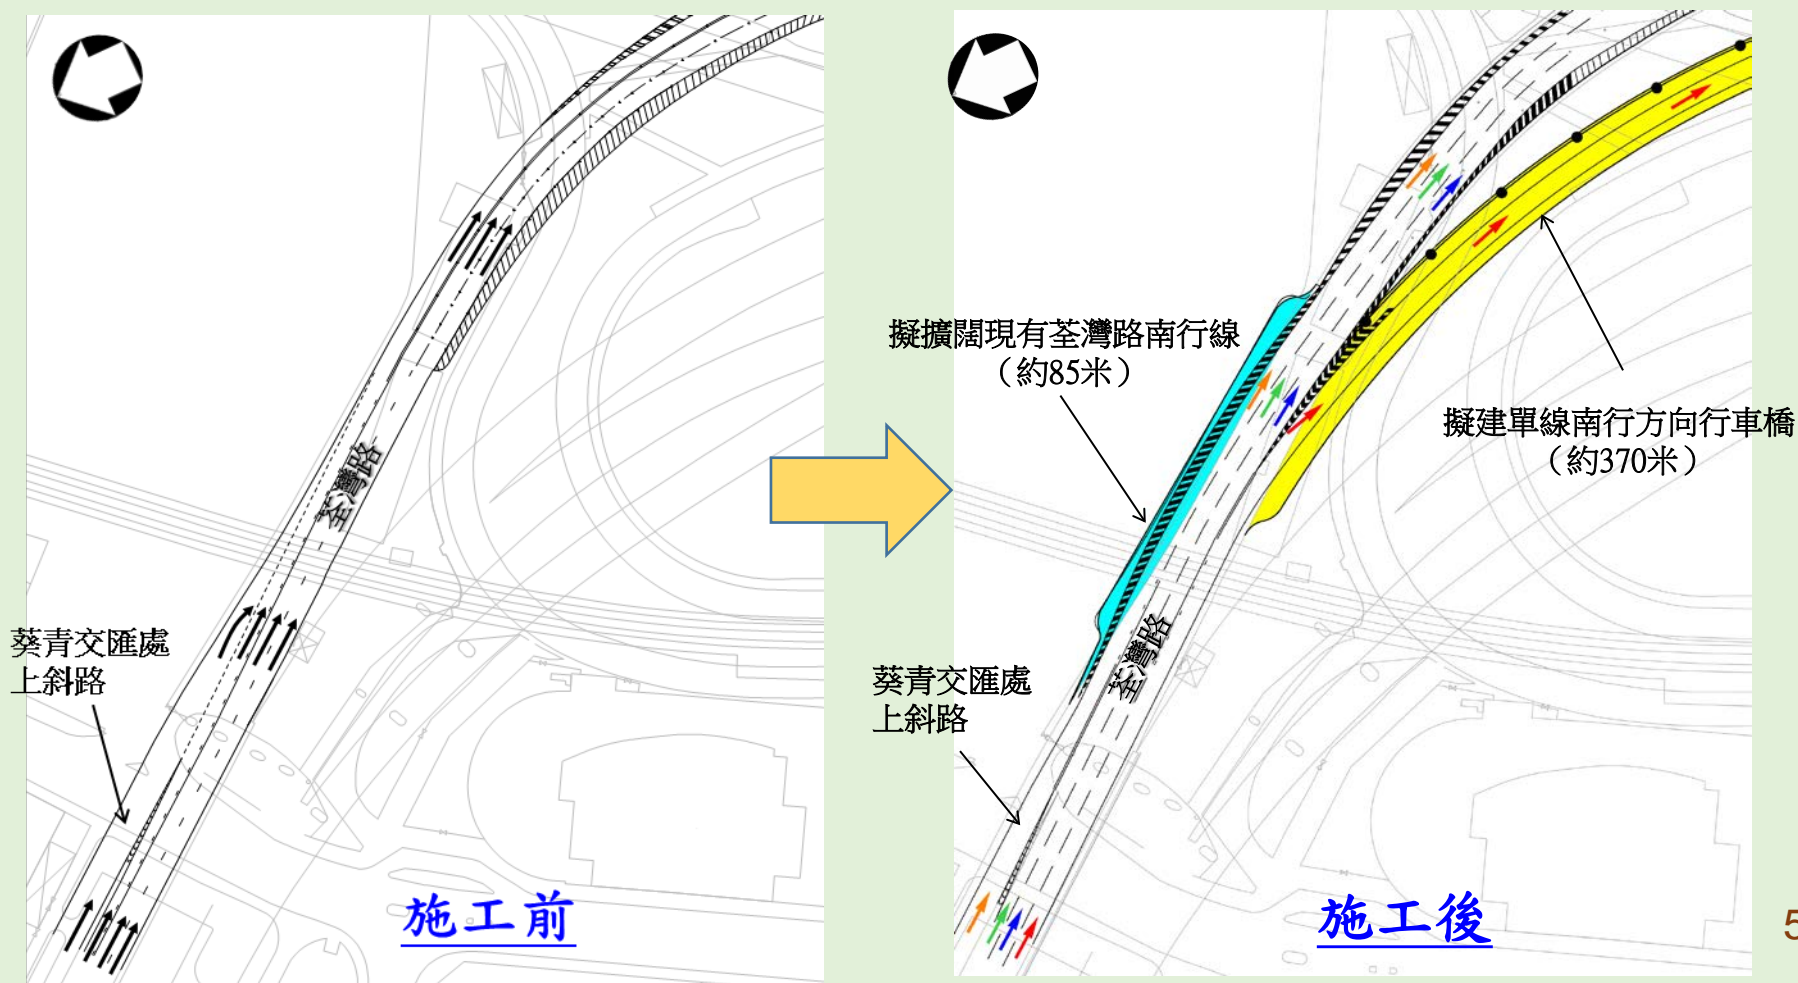 荃灣路
葵青交匯處
上斜路
施工前
擬擴闊現有荃灣路南行線
（約85米）
擬建單線南行方向行車橋
（約370米）
荃灣路
葵青交匯處
上斜路
施工後
5